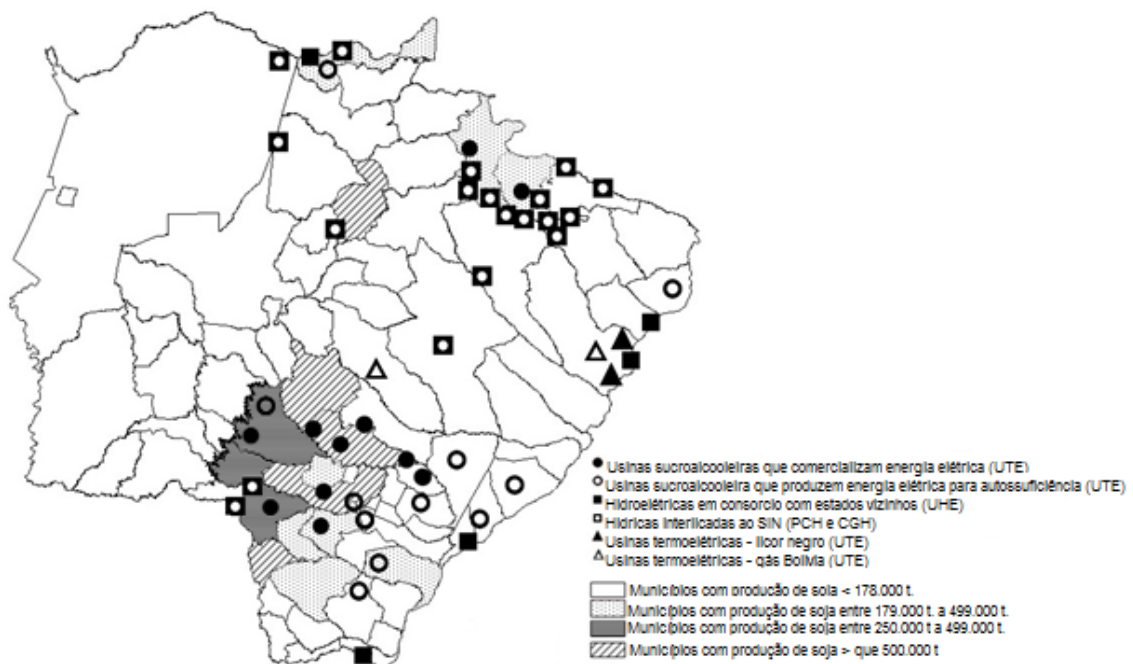 Usinas sucroalcooleiras que comercializam energia elétrica (UTE)
Usinas sucroalcooleira que produzem energia elétrica para autossuficiência (UTE)
Hidroelétricas em consorcio com estados vizinhos (UHE)
Hídricas interlicadas ao SIN (PCH e CGH)
Usinas termoelétricas - licor negro (UTE)
Usinas termoelétricas - gás Bolívia (UTE)
Municípios com produção de soja < 178.000 t.
Municípios com produção de soja entre 179.000 t. a 499.000 t.
Municípios com produção de soja entre 250.000 t a 499.000 t.
Municípios com produção de soja > que 500.000 t